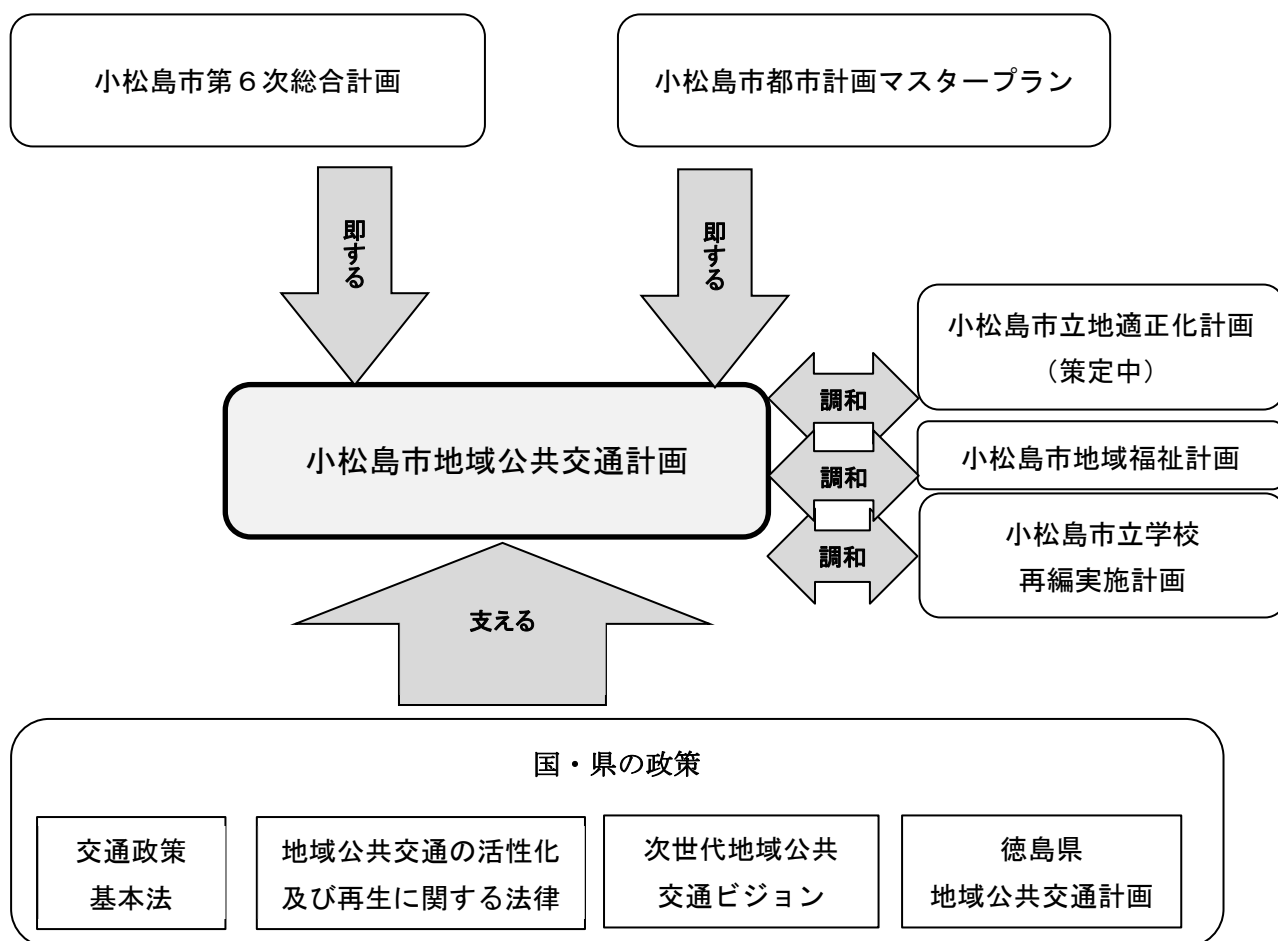 小松島市第６次総合計画
小松島市都市計画マスタープラン
即する
即する
小松島市立地適正化計画
（策定中）
調和
小松島市地域公共交通計画
小松島市地域福祉計画
調和
小松島市立学校
再編実施計画
調和
支える
国・県の政策
交通政策
基本法
地域公共交通の活性化
及び再生に関する法律
次世代地域公共
交通ビジョン
徳島県
地域公共交通計画